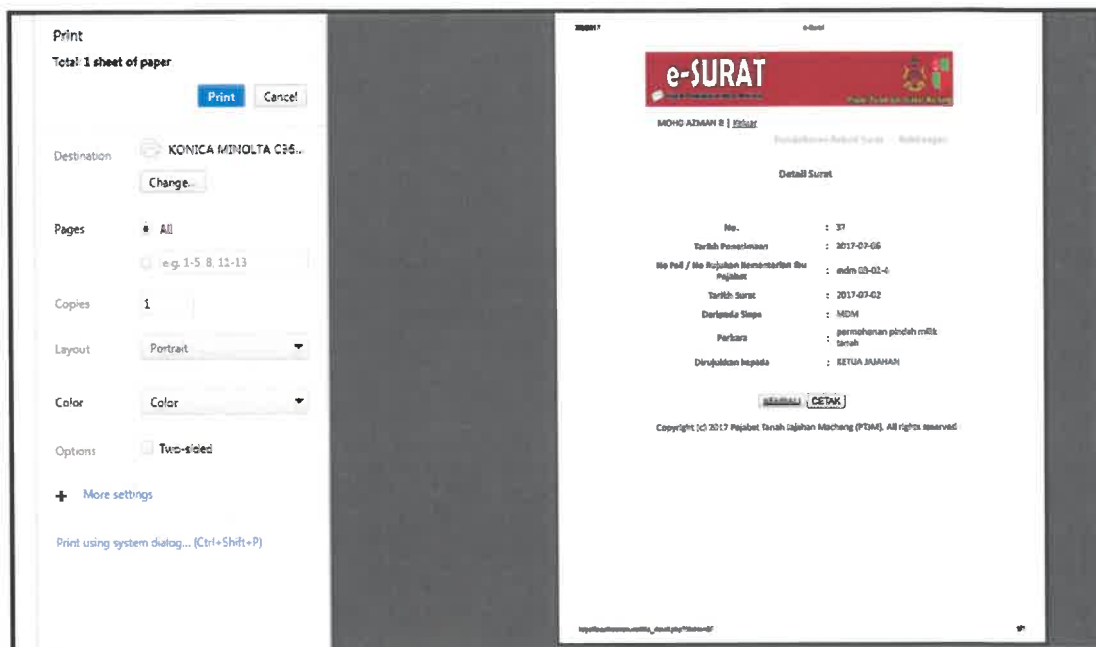 Print
Total: 1 sheet of paper
Print Cancel
Destination KONICA MINOLTA C36...
Change...
Pages All
e.g. 1-5, 8, 11-13
Copies 1
Layout Portrait
Color Color
Options Two-sided
+ More settings
Print using system dialog... (Ctrl+Shift+P)
e-Surat
e-SURAT
MOHD AZMAN B | Keluar
Detail Surat
No. : 37
Tarikh Penerimaan : 2017-07-06
No Fail / No Rujukan Kementerian Ibu
Pejabat
: mdm 03-02-4
Tarikh Surat : 2017-07-02
Daripada Siapa : MDM
Perkara : permohonan pindah milik
tanah
Dirujukkan kepada : KETUA JAJAHAN
KEMBALI CETAK
Copyright (c) 2017 Pejabat Tanah Jajahan Machang (PTJM). All rights reserved
1/1